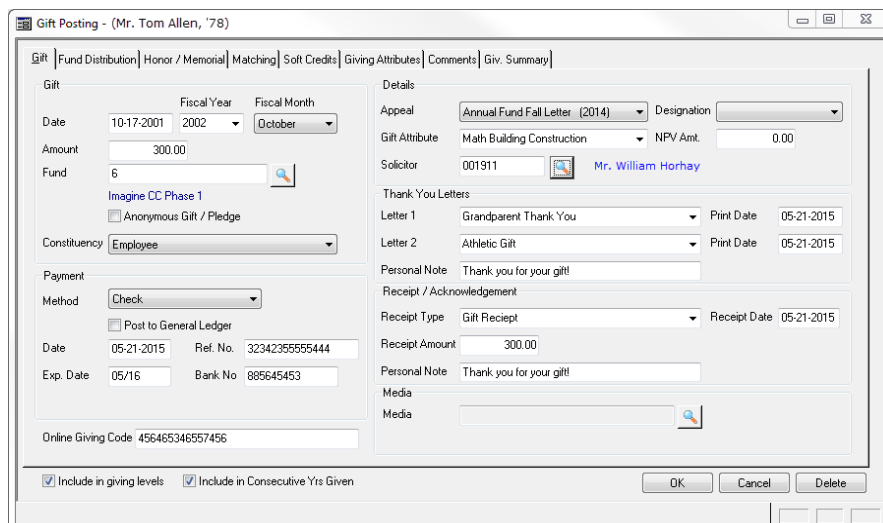 Gift Posting - (Mr. Tom Allen, '78)
Gift Fund Distribution Honor / Memorial Matching Soft Credits Giving Attributes Comments Giv. Summary
Gift
Fiscal Year Fiscal Month
Date 10-17-2001 2002 October
Amount 300.00
Fund 6
Imagine CC Phase 1
Anonymous Gift / Pledge
Constituency Employee
Payment
Method Check
Post to General Ledger
Date 05-21-2015 Ref. No. 32342355555444
Exp. Date 05/16 Bank No 885645453
Online Giving Code 456465346557456
Details
Appeal Annual Fund Fall Letter (2014) Designation
Gift Attribute Math Building Construction NPV Amt. 0.00
Solicitor 001911 Mr. William Horhay
Thank You Letters
Letter 1 Grandparent Thank You Print Date 05-21-2015
Letter 2 Athletic Gift Print Date 05-21-2015
Personal Note Thank you for your gift!
Receipt / Acknowledgement
Receipt Type Gift Reciept Receipt Date 05-21-2015
Receipt Amount 300.00
Personal Note Thank you for your gift!
Media
Media
Include in giving levels Include in Consecutive Yrs Given OK Cancel Delete